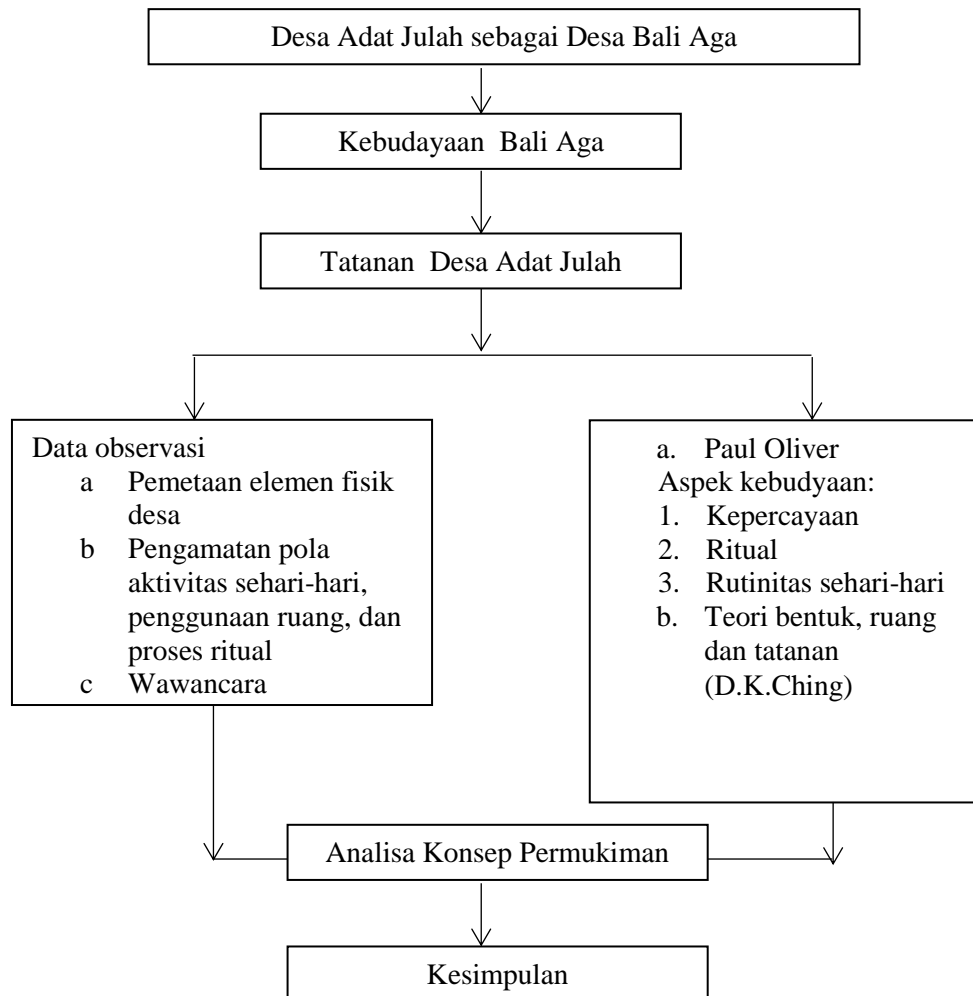 Desa Adat Julah sebagai Desa Bali Aga
Kebudayaan Bali Aga
Tatanan Desa Adat Julah
Data observasi
a Pemetaan elemen fisik
desa
b Pengamatan pola
aktivitas sehari-hari,
penggunaan ruang, dan
proses ritual
c Wawancara
a. Paul Oliver
Aspek kebudyaan:
1. Kepercayaan
2. Ritual
3. Rutinitas sehari-hari
b. Teori bentuk, ruang
dan tatanan
(D.K.Ching)
Analisa Konsep Permukiman
Kesimpulan